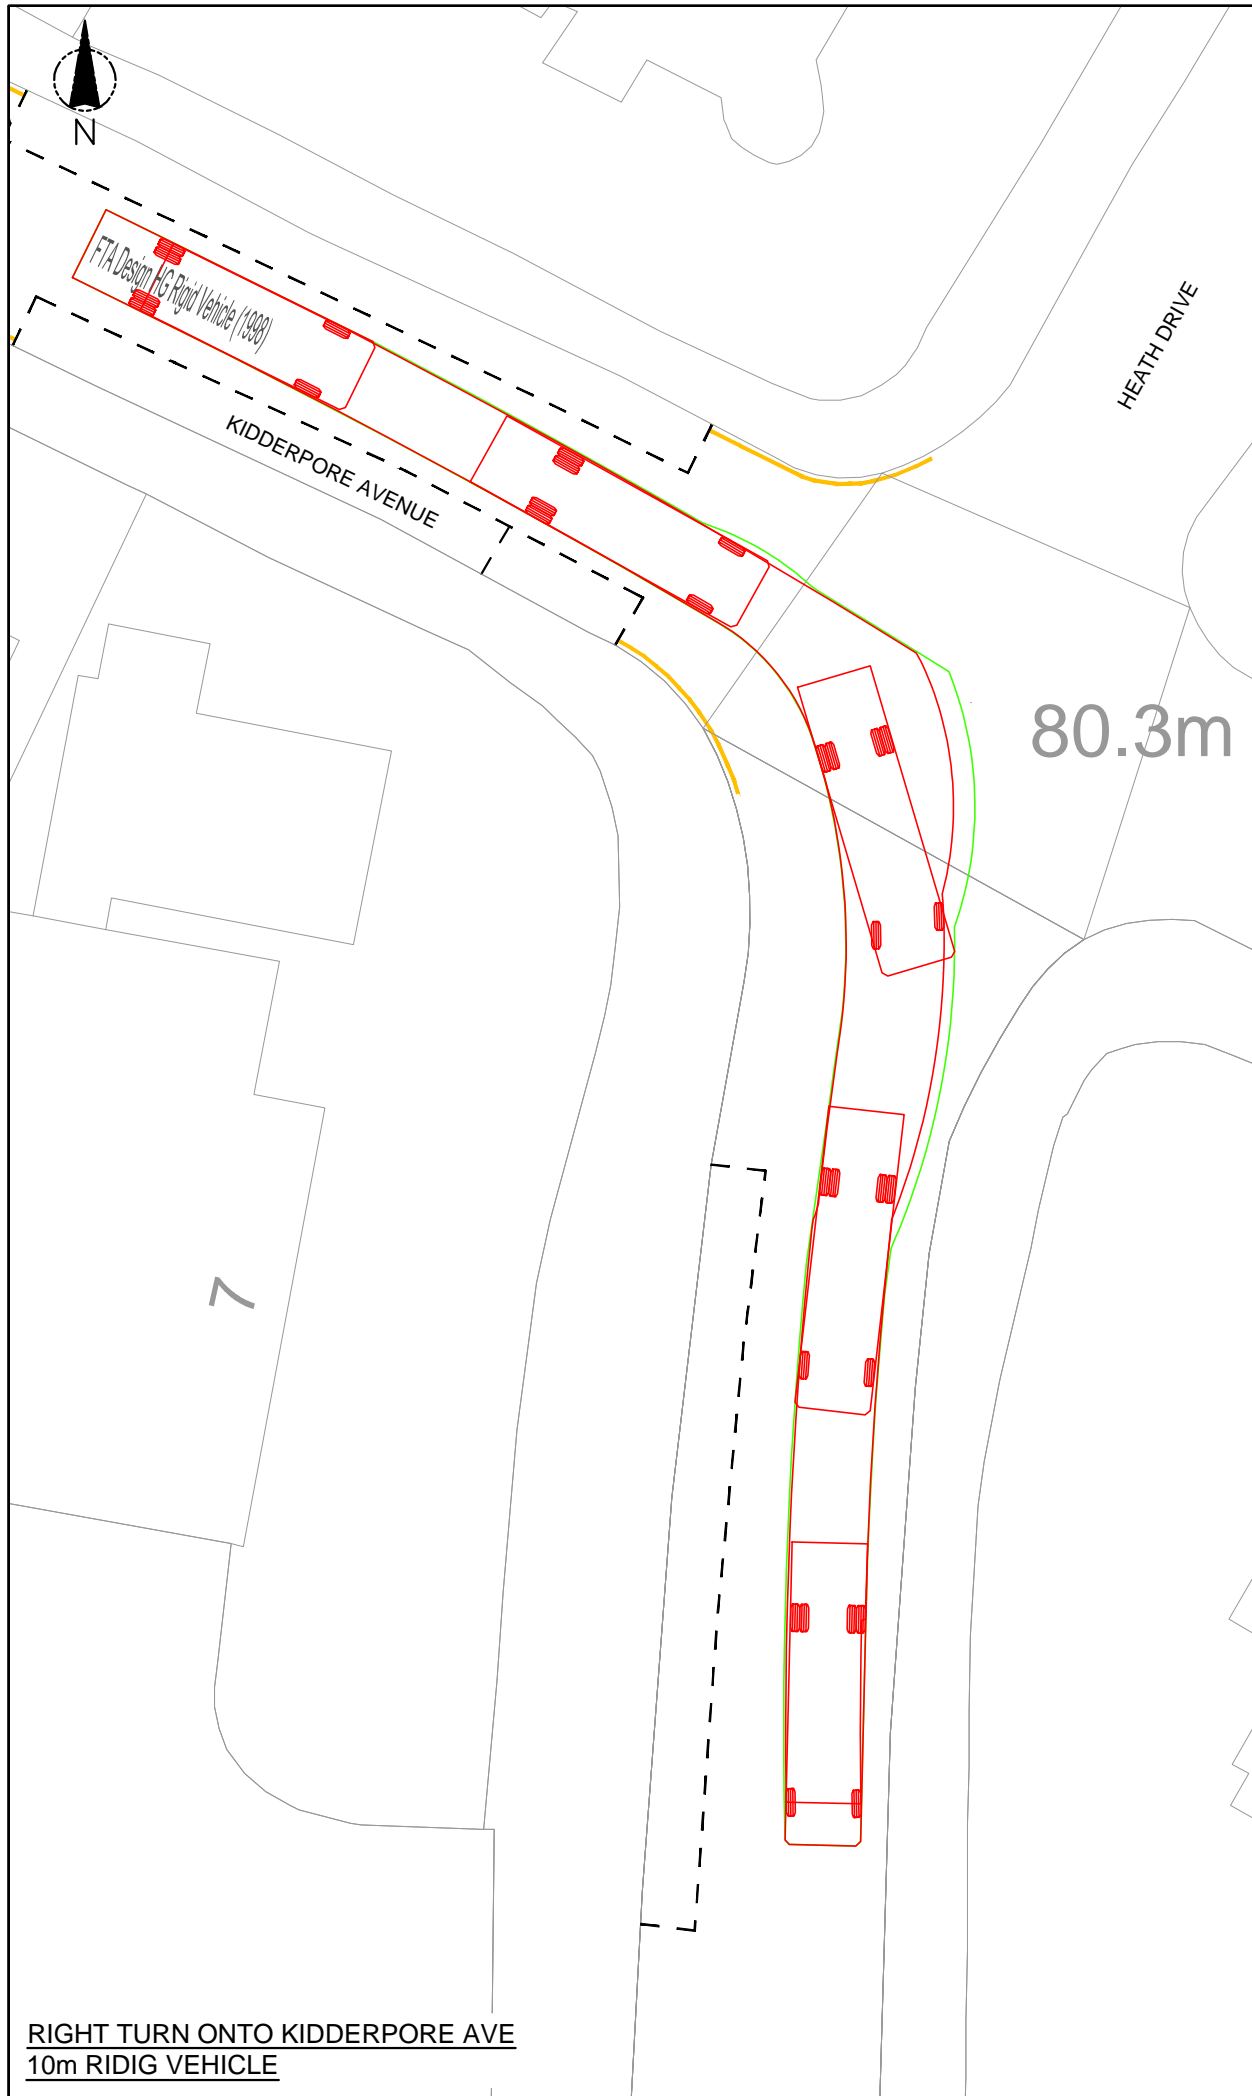 N
FTA Design HG Rigid Vehicle (1998)
HEATH DRIVE
KIDDERPORE AVENUE
80.3m
7
RIGHT TURN ONTO KIDDERPORE AVE
10m RIDIG VEHICLE